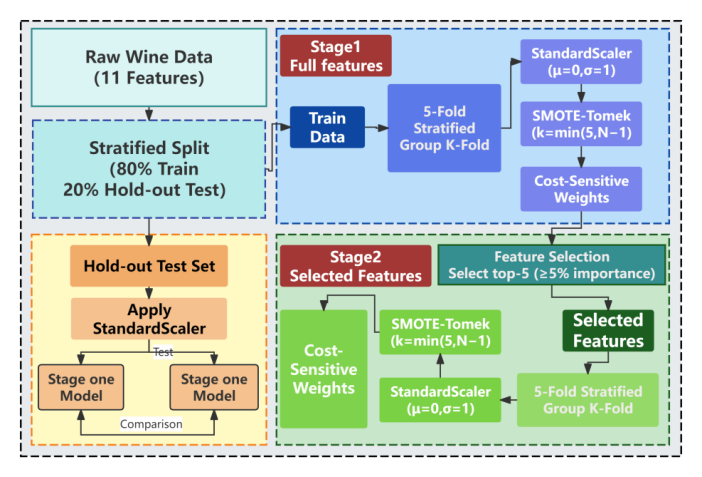 Raw Wine Data
(11 Features)
Stratified Split
(80% Train
20% Hold-out Test)
Stage1
Full features
Train
Data
5-Fold
Stratified
Group K-Fold
StandardScaler
(μ=0,σ=1)
SMOTE-Tomek
(k=min(5,N−1)
Cost-Sensitive
Weights
Hold-out Test Set
Apply
StandardScaler
Test
Stage one
Model
Stage one
Model
Comparison
Stage2
Selected Features
Feature Selection
Select top-5 (≥5% importance)
Selected
Features
5-Fold Stratified
Group K-Fold
StandardScaler
(μ=0,σ=1)
SMOTE-Tomek
(k=min(5,N−1)
Cost-
Sensitive
Weights